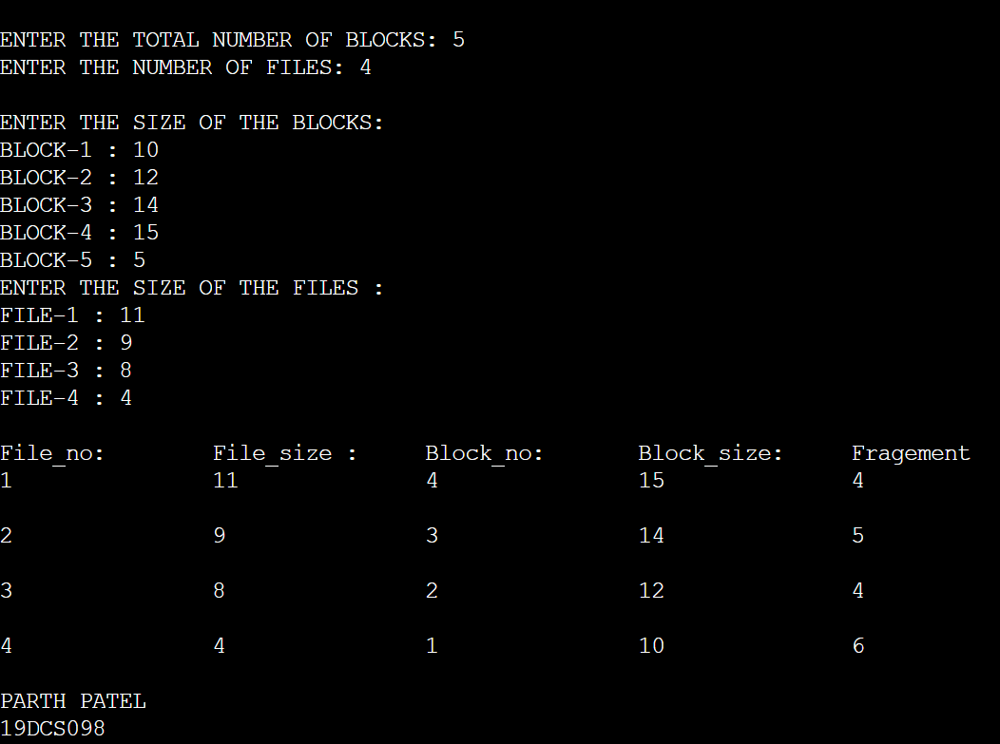 ENTER THE TOTAL NUMBER OF BLOCKS: 5
ENTER THE NUMBER OF FILES: 4
ENTER THE SIZE OF THE BLOCKS:
BLOCK-1 : 10
BLOCK-2 : 12
BLOCK-3 : 14
BLOCK-4 : 15
BLOCK-5 : 5
ENTER THE SIZE OF THE FILES :
FILE-1 : 11
FILE-2 : 9
FILE-3 : 8
FILE-4 : 4
File_no: File_size : Block_no: Block_size: Fragement
1 11 4 15 4
2 9 3 14 5
3 8 2 12 4
4 4 1 10 6
PARTH PATEL
19DCS098